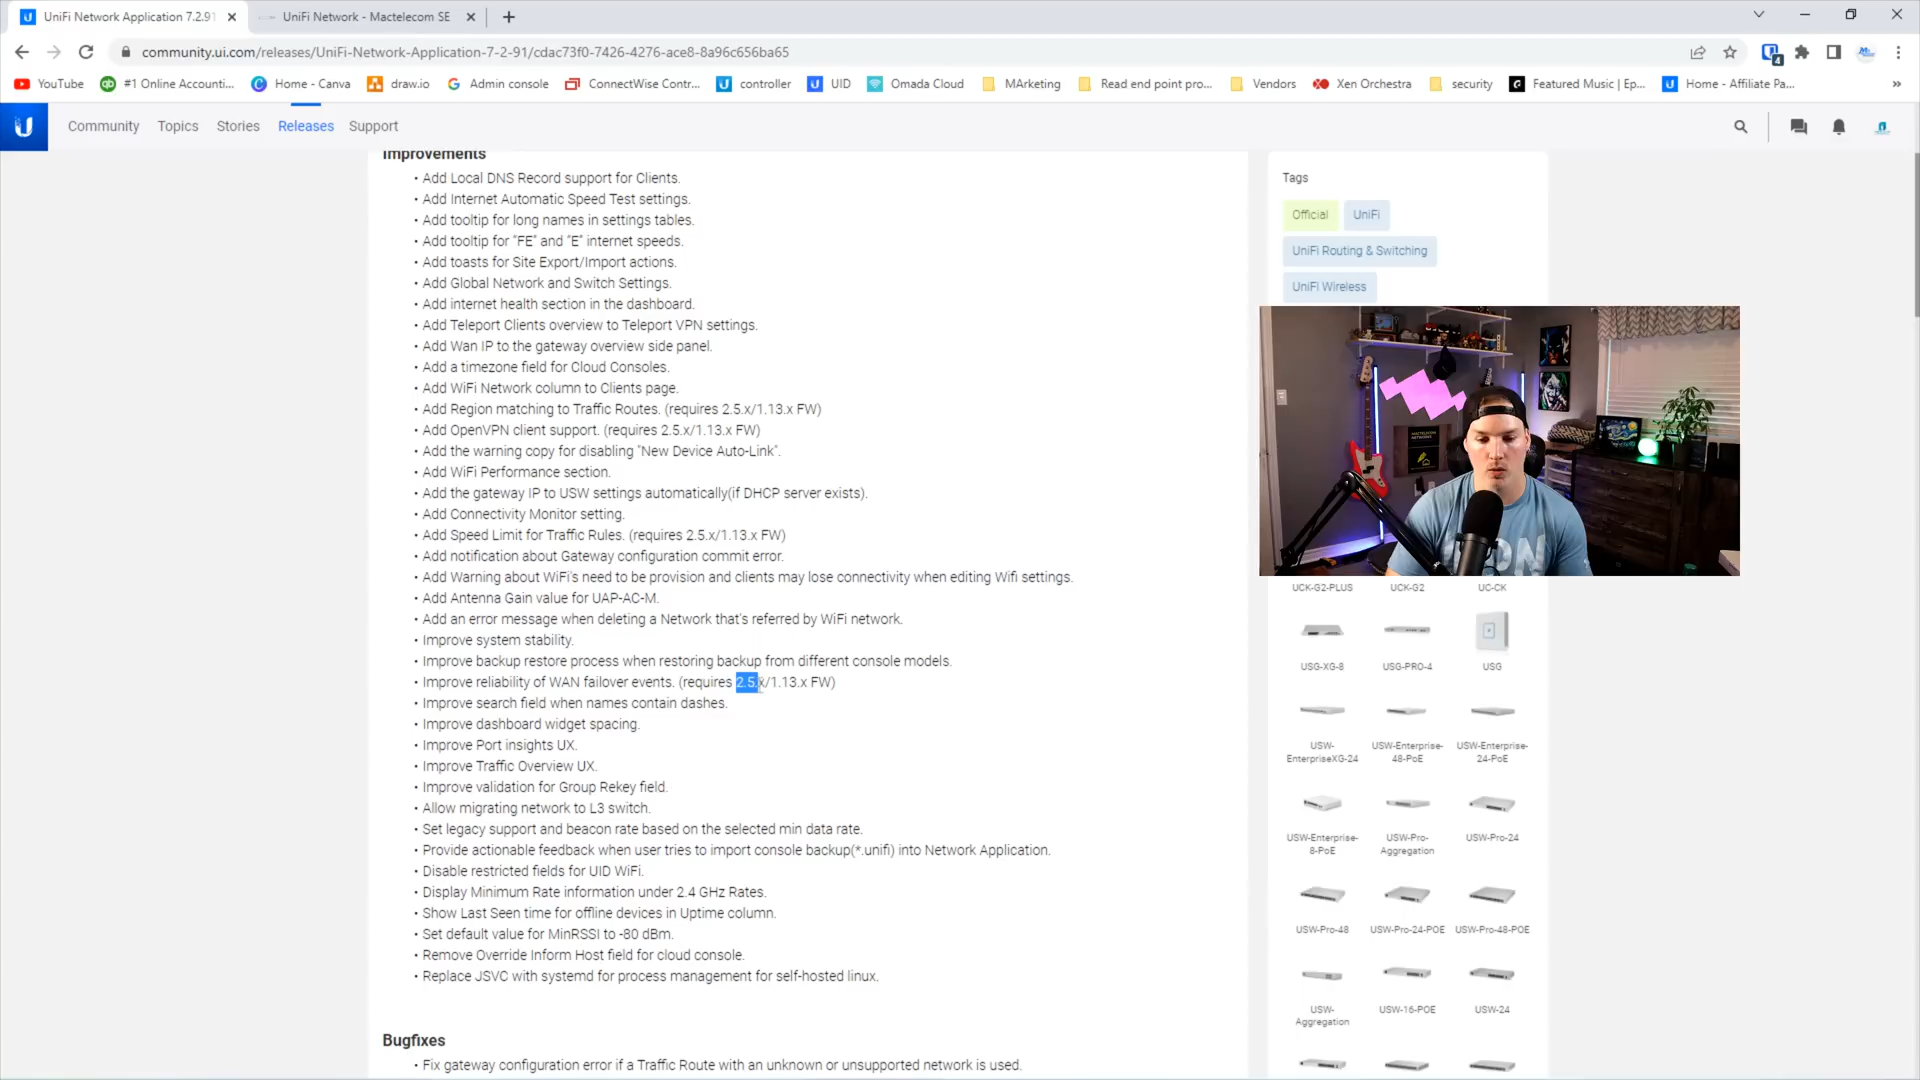 UniFi Network Application 7.2.91
UniFi Network - Mactelecom SE
community.ui.com/releases/UniFi-Network-Application-7-2-91/cdac73f0-7426-4276-ace8-8a96c656ba65
4
YouTube
#1 Online Accounti...
Home - Canva
draw.io
Admin console
ConnectWise Contr...
controller
UID
Omada Cloud
MArketing
Read end point pro...
Vendors
Xen Orchestra
security
Featured Music | Ep...
Home - Affiliate Pa...
Community
Topics
Stories
Releases
Support
Improvements
• Add Local DNS Record support for Clients.
• Add Internet Automatic Speed Test settings.
• Add tooltip for long names in settings tables.
• Add tooltip for “FE” and “E” internet speeds.
• Add toasts for Site Export/Import actions.
• Add Global Network and Switch Settings.
• Add internet health section in the dashboard.
• Add Teleport Clients overview to Teleport VPN settings.
• Add Wan IP to the gateway overview side panel.
• Add a timezone field for Cloud Consoles.
• Add WiFi Network column to Clients page.
• Add Region matching to Traffic Routes. (requires 2.5.x/1.13.x FW)
• Add OpenVPN client support. (requires 2.5.x/1.13.x FW)
• Add the warning copy for disabling "New Device Auto-Link".
• Add WiFi Performance section.
• Add the gateway IP to USW settings automatically(if DHCP server exists).
• Add Connectivity Monitor setting.
• Add Speed Limit for Traffic Rules. (requires 2.5.x/1.13.x FW)
• Add notification about Gateway configuration commit error.
• Add Warning about WiFi's need to be provision and clients may lose connectivity when editing Wifi settings.
• Add Antenna Gain value for UAP-AC-M.
• Add an error message when deleting a Network that's referred by WiFi network.
• Improve system stability.
• Improve backup restore process when restoring backup from different console models.
• Improve reliability of WAN failover events. (requires 2.5.x/1.13.x FW)
• Improve search field when names contain dashes.
• Improve dashboard widget spacing.
• Improve Port insights UX.
• Improve Traffic Overview UX.
• Improve validation for Group Rekey field.
• Allow migrating network to L3 switch.
• Set legacy support and beacon rate based on the selected min data rate.
• Provide actionable feedback when user tries to import console backup(*.unifi) into Network Application.
• Disable restricted fields for UID WiFi.
• Display Minimum Rate information under 2.4 GHz Rates.
• Show Last Seen time for offline devices in Uptime column.
• Set default value for MinRSSI to -80 dBm.
• Remove Override Inform Host field for cloud console.
• Replace JSVC with systemd for process management for self-hosted linux.
Bugfixes
• Fix gateway configuration error if a Traffic Route with an unknown or unsupported network is used.
Tags
Official
UniFi
UniFi Routing & Switching
UniFi Wireless
UCK-G2-PLUS
UCK-G2
UC-CK
USG-XG-8
USG-PRO-4
USG
USW-
EnterpriseXG-24
USW-Enterprise-
48-PoE
USW-Enterprise-
24-PoE
USW-Enterprise-
8-PoE
USW-Pro-
Aggregation
USW-Pro-24
USW-Pro-48
USW-Pro-24-POE
USW-Pro-48-POE
USW-
Aggregation
USW-16-POE
USW-24